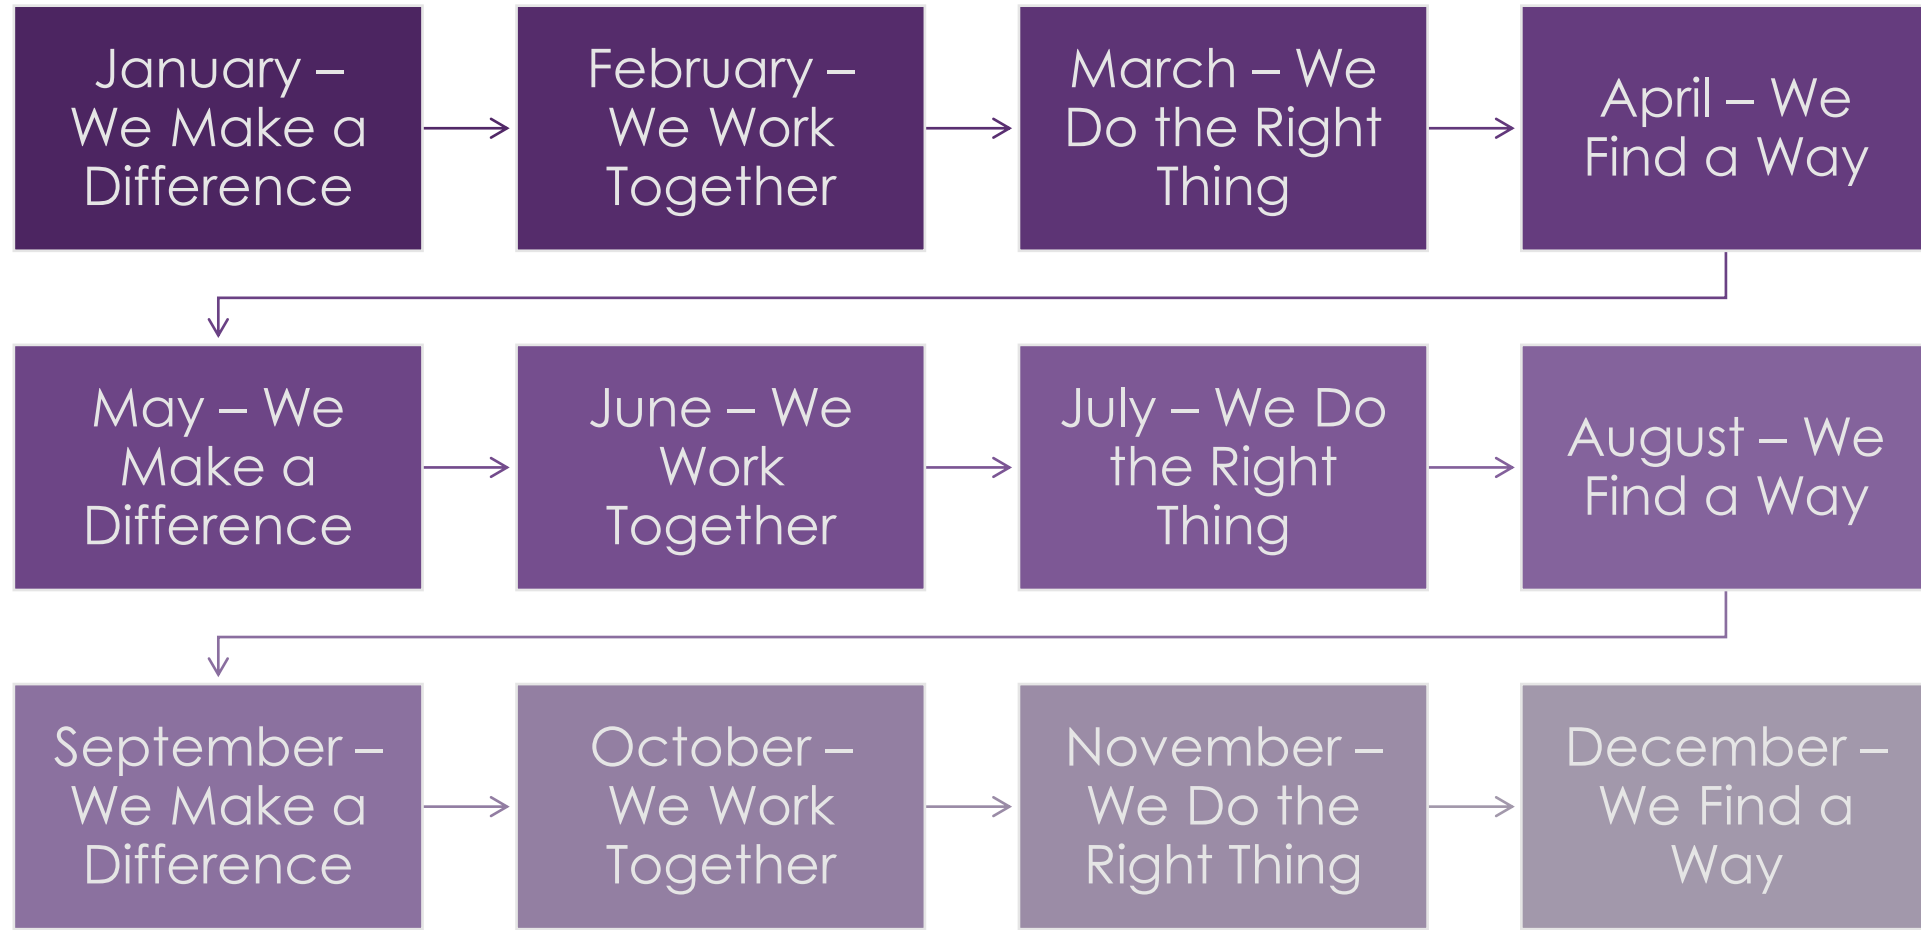 January –
We Make a
Difference
February –
We Work
Together
March – We
Do the Right
Thing
April – We
Find a Way
May – We
Make a
Difference
June – We
Work
Together
July – We Do
the Right
Thing
August – We
Find a Way
September –
We Make a
Difference
October –
We Work
Together
November –
We Do the
Right Thing
December –
We Find a
Way